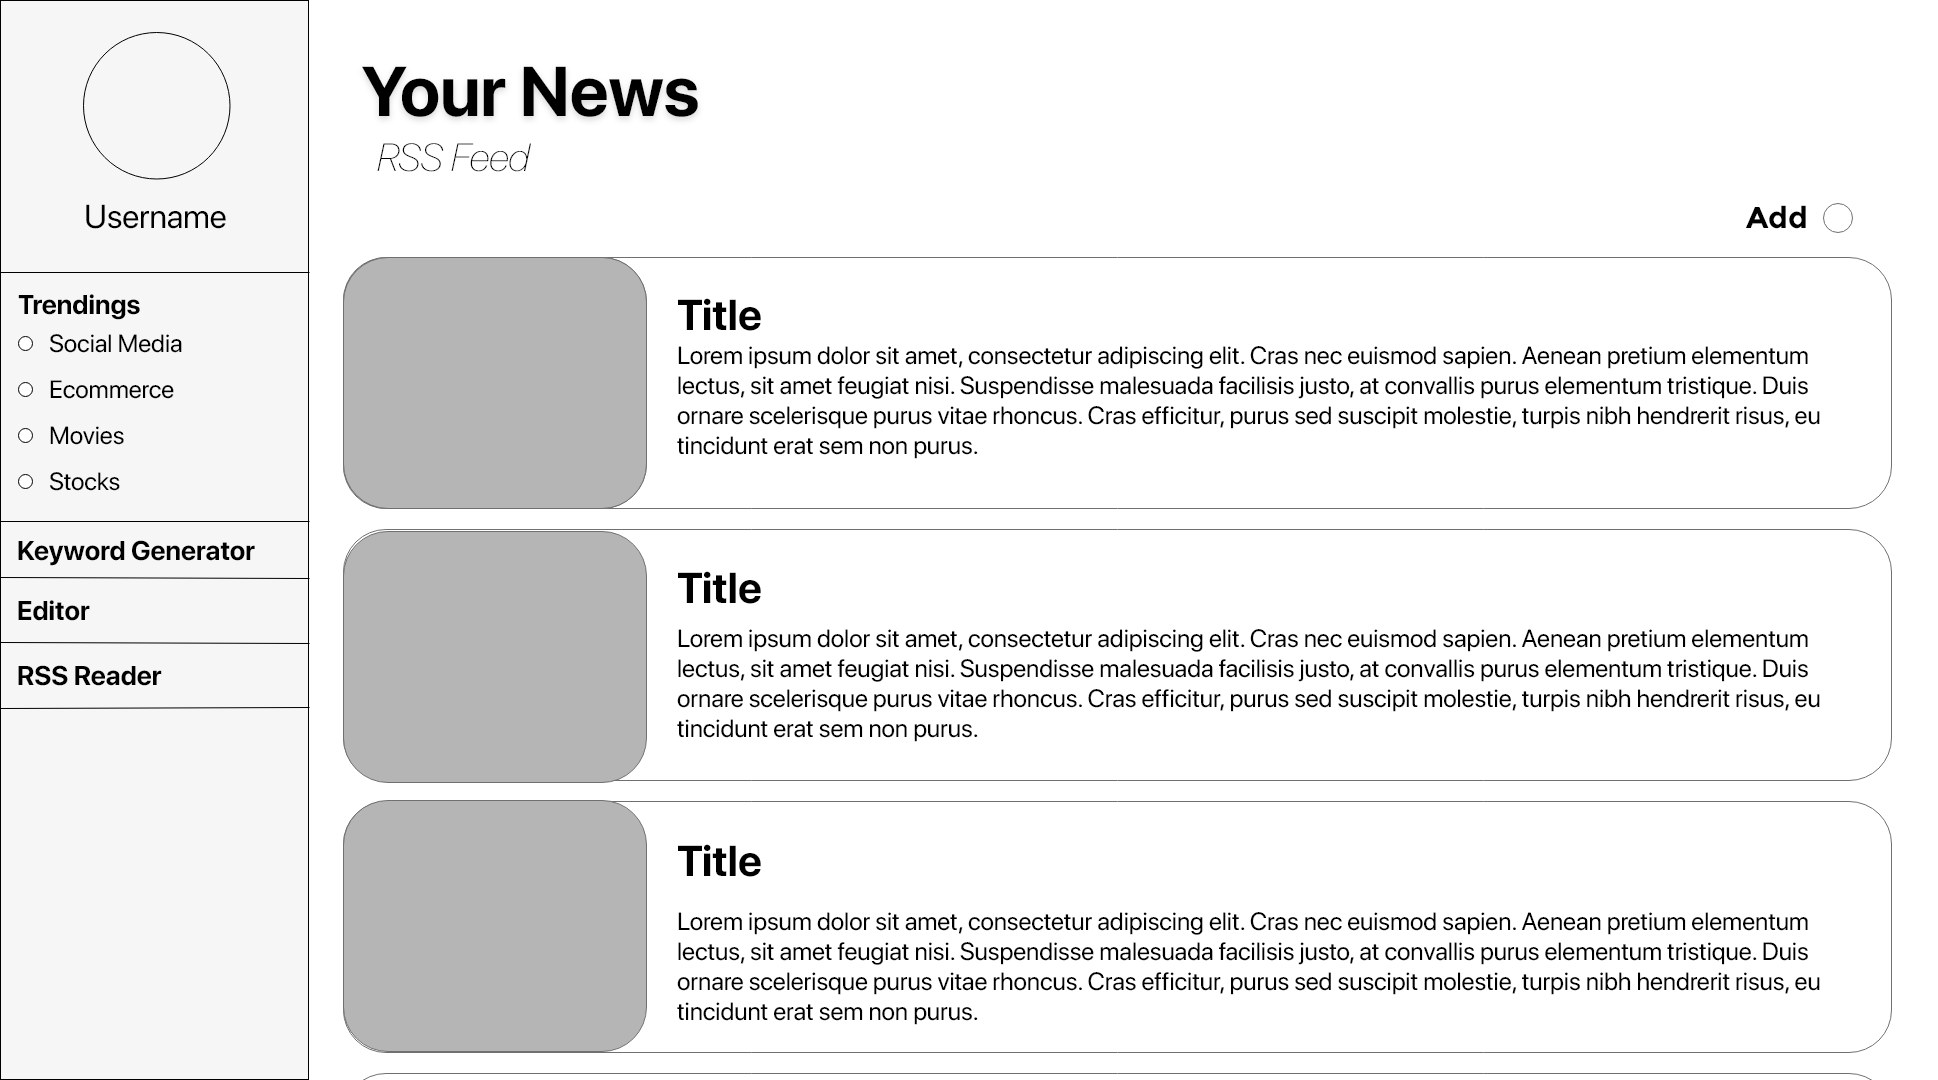 Username
Trendings
Social Media
Ecommerce
Movies
Stocks
Keyword Generator
Editor
RSS Reader
Your News
RSS Feed
Add
Title
Lorem ipsum dolor sit amet, consectetur adipiscing elit. Cras nec euismod sapien. Aenean pretium elementum
lectus, sit amet feugiat nisi. Suspendisse malesuada facilisis justo, at convallis purus elementum tristique. Duis
ornare scelerisque purus vitae rhoncus. Cras efficitur, purus sed suscipit molestie, turpis nibh hendrerit risus, eu
tincidunt erat sem non purus.
Title
Lorem ipsum dolor sit amet, consectetur adipiscing elit. Cras nec euismod sapien. Aenean pretium elementum
lectus, sit amet feugiat nisi. Suspendisse malesuada facilisis justo, at convallis purus elementum tristique. Duis
ornare scelerisque purus vitae rhoncus. Cras efficitur, purus sed suscipit molestie, turpis nibh hendrerit risus, eu
tincidunt erat sem non purus.
Title
Lorem ipsum dolor sit amet, consectetur adipiscing elit. Cras nec euismod sapien. Aenean pretium elementum
lectus, sit amet feugiat nisi. Suspendisse malesuada facilisis justo, at convallis purus elementum tristique. Duis
ornare scelerisque purus vitae rhoncus. Cras efficitur, purus sed suscipit molestie, turpis nibh hendrerit risus, eu
tincidunt erat sem non purus.